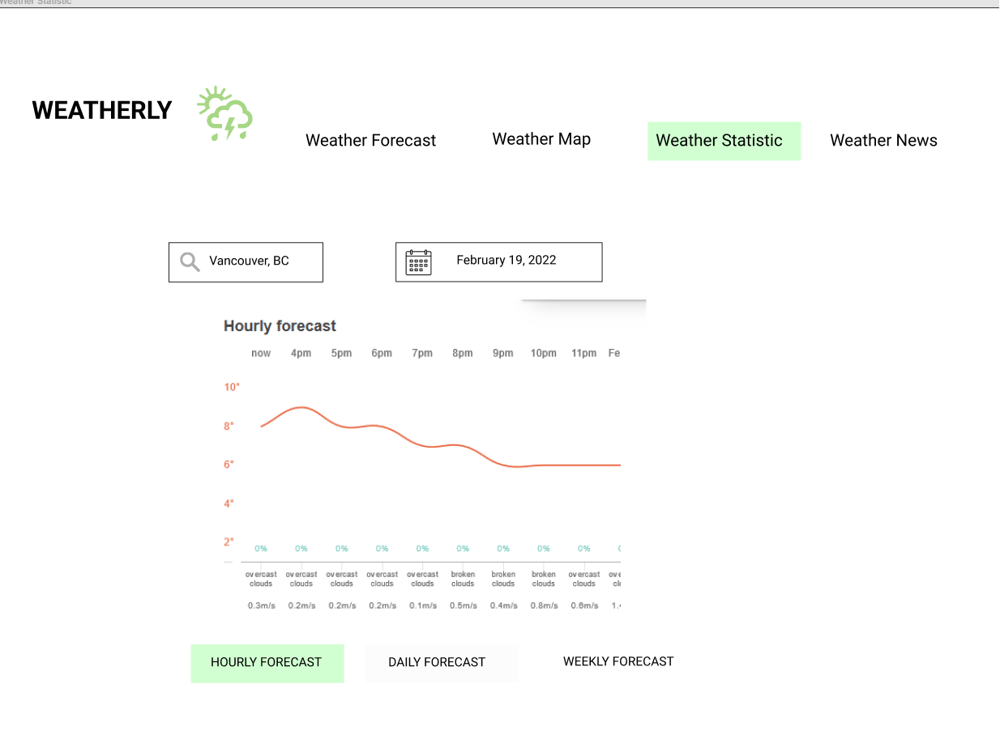 Weather Statistic
WEATHERLY
Weather Forecast Weather Map Weather Statistic Weather News
Vancouver, BC February 19, 2022
Hourly forecast
now 4pm 5pm 6pm 7pm 8pm 9pm 10pm 11pm Fe
10°
8°
6°
4°
2°
0% 0% 0% 0% 0% 0% 0% 0% 0%
overcast overcast overcast overcast overcast broken broken broken overcast ove
clouds clouds clouds clouds clouds clouds clouds clouds clouds cl
0.3m/s 0.2m/s 0.2m/s 0.2m/s 0.1m/s 0.5m/s 0.4m/s 0.8m/s 0.6m/s 1.
HOURLY FORECAST DAILY FORECAST WEEKLY FORECAST